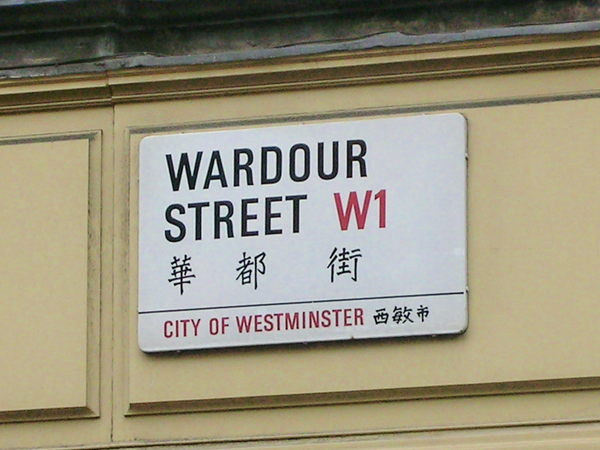 WARDOUR
STREET W1
華都街
CITY OF WESTMINSTER 西敏市